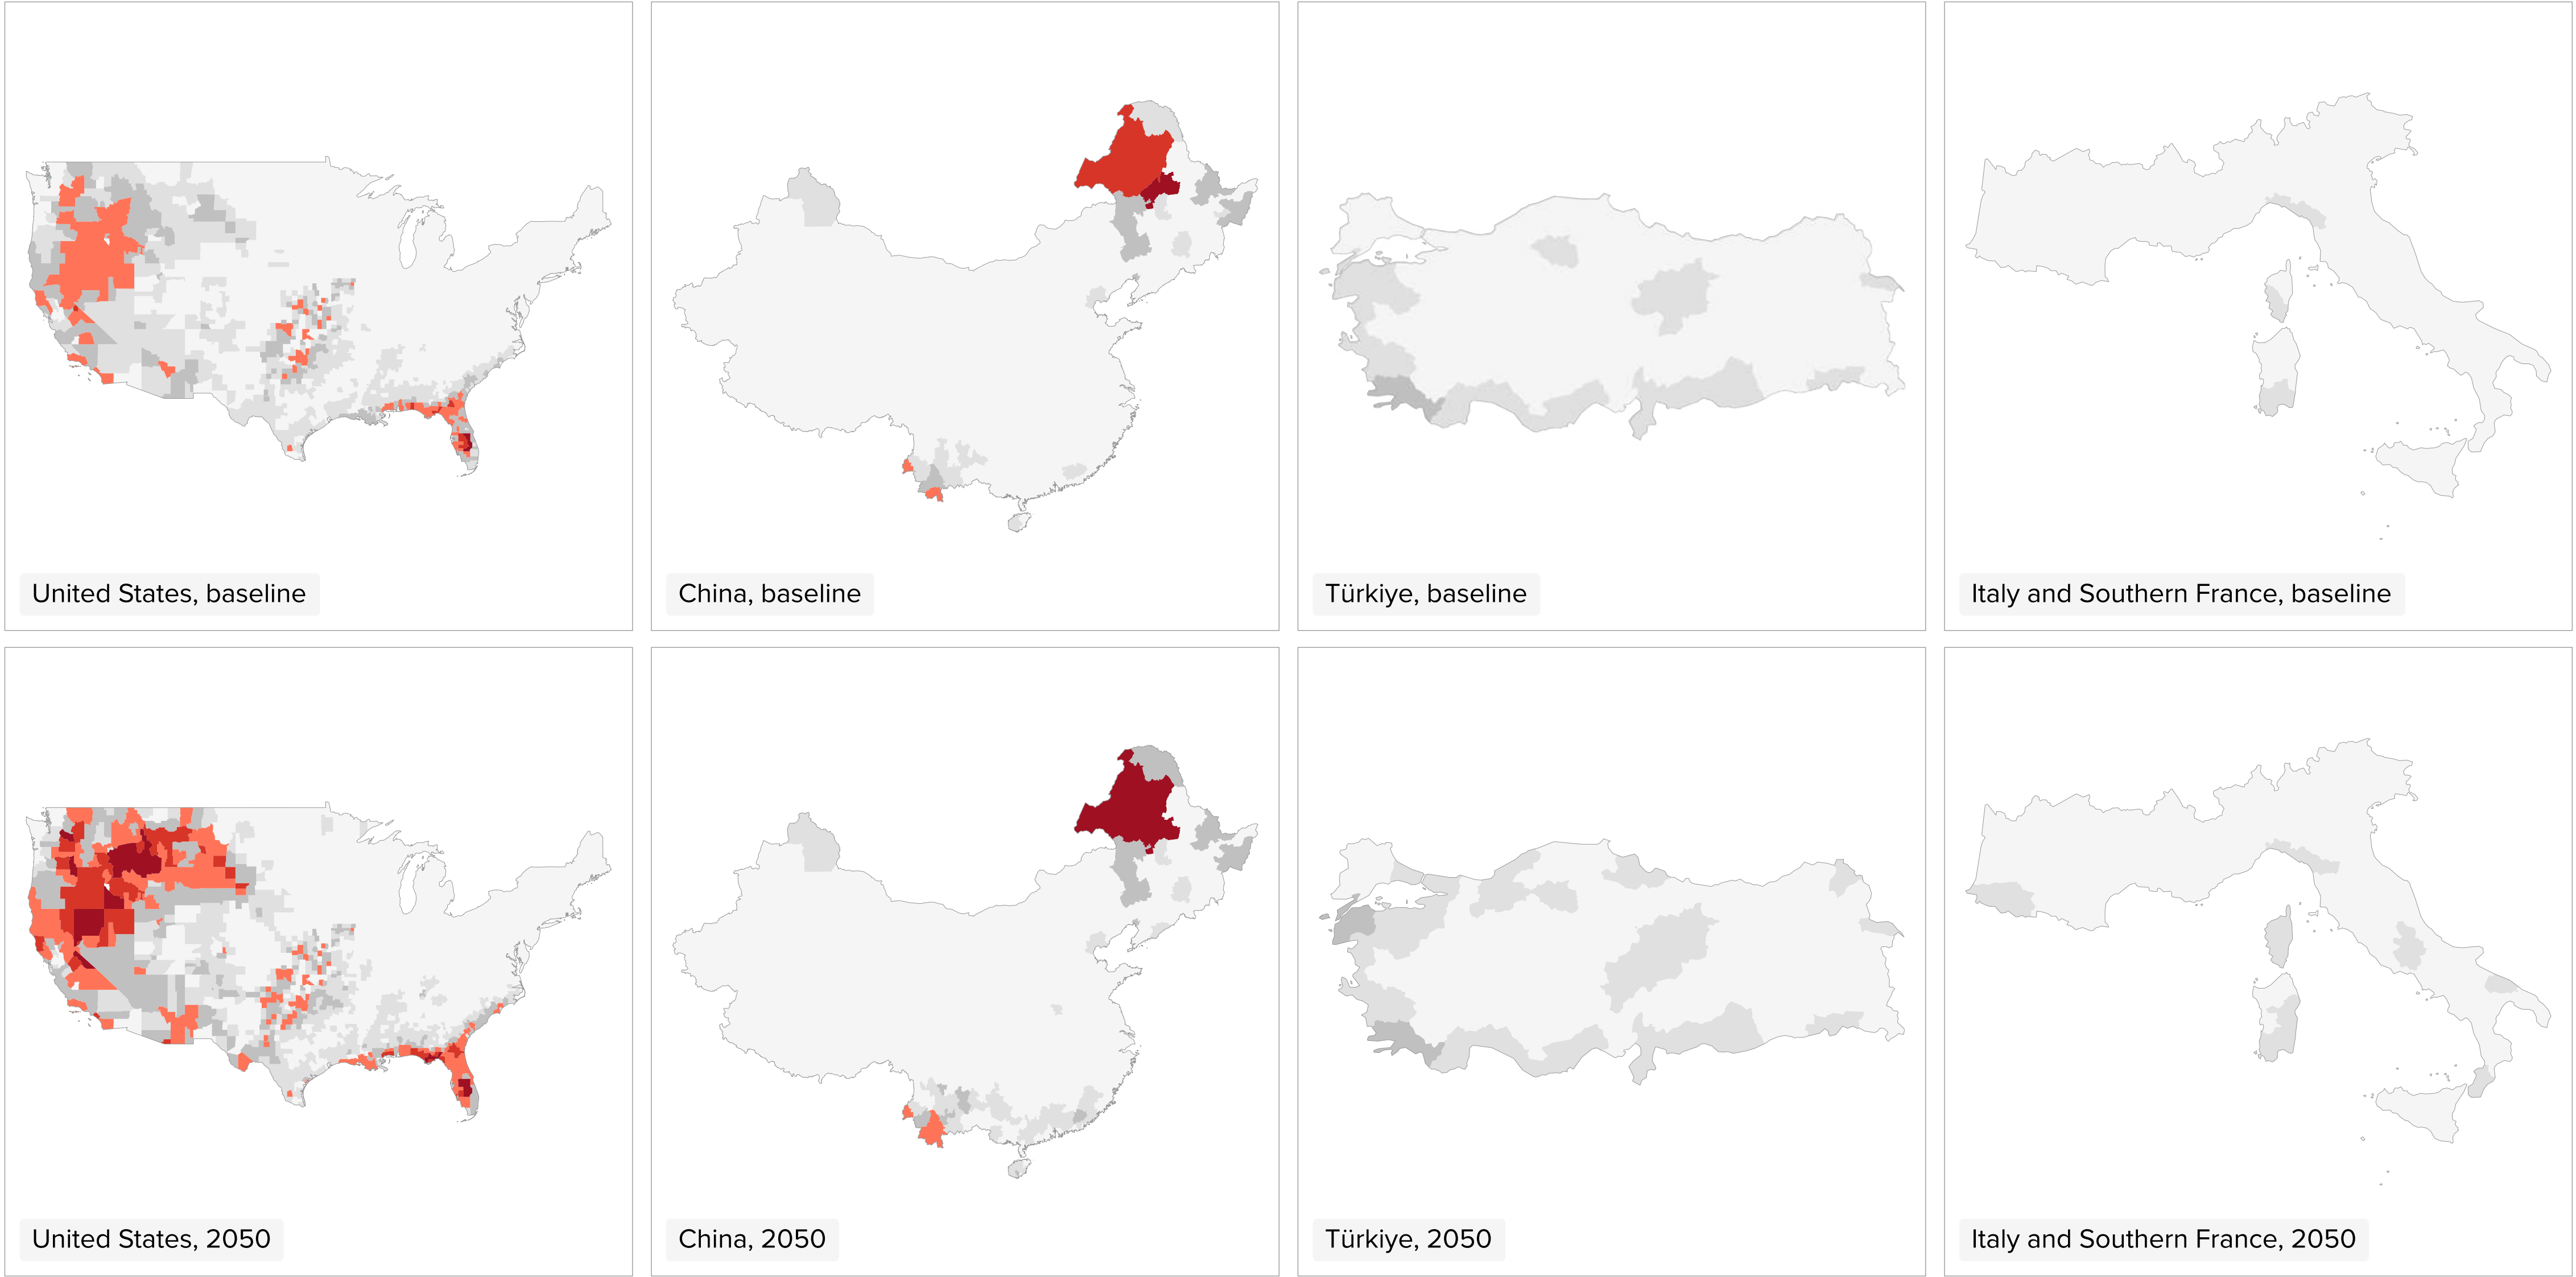 United States, baseline
China, baseline
Türkiye, baseline
Italy and Southern France, baseline
United States, 2050
China, 2050
Türkiye, 2050
Italy and Southern France, 2050